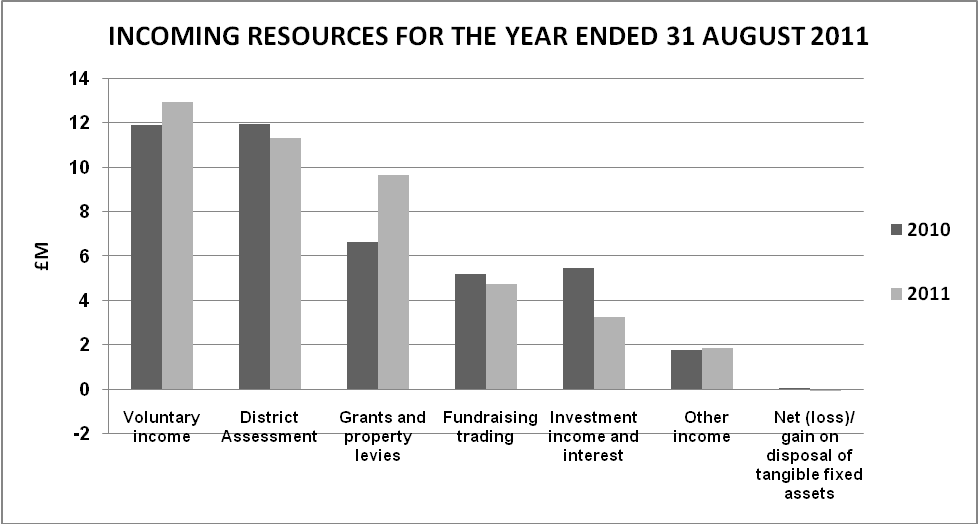 INCOMING RESOURCES FOR THE YEAR ENDED 31 AUGUST 2011
14
12
10
8
6
4
2
0
-2
£M
Voluntary
income
District
Assessment
Grants and
property
levies
Fundraising
trading
Investment
income and
interest
Other
income
Net (loss)/
gain on
disposal of
tangible fixed
assets
2010
2011